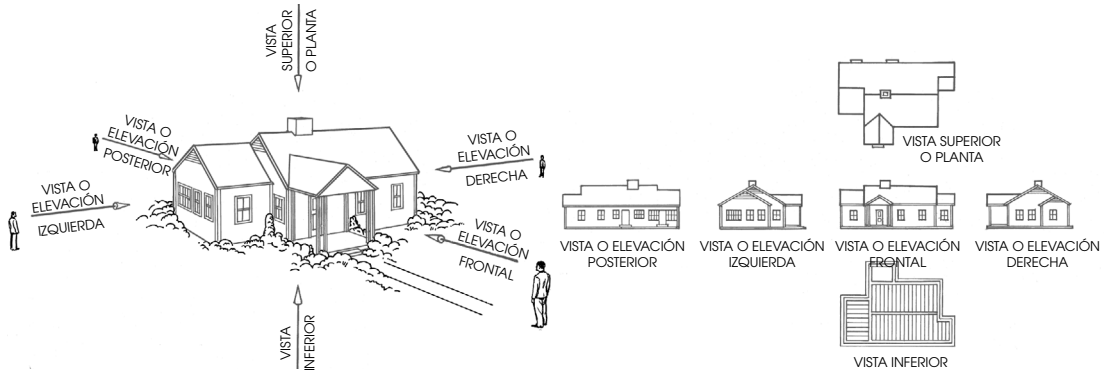 VISTA
SUPERIOR
O PLANTA
VISTA O
ELEVACIÓN
POSTERIOR
VISTA O
ELEVACIÓN
DERECHA
VISTA O
ELEVACIÓN
IZQUIERDA
VISTA O
ELEVACIÓN
FRONTAL
VISTA
INFERIOR
VISTA SUPERIOR
O PLANTA
VISTA O ELEVACIÓN
POSTERIOR
VISTA O ELEVACIÓN
IZQUIERDA
VISTA O ELEVACIÓN
FRONTAL
VISTA O ELEVACIÓN
DERECHA
VISTA INFERIOR